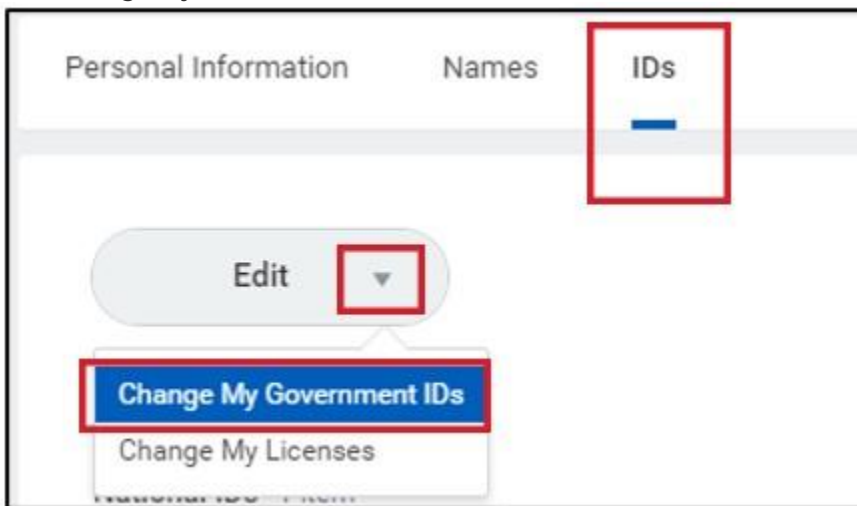 Personal Information Names IDs
Edit
Change My Government IDs
Change My Licenses